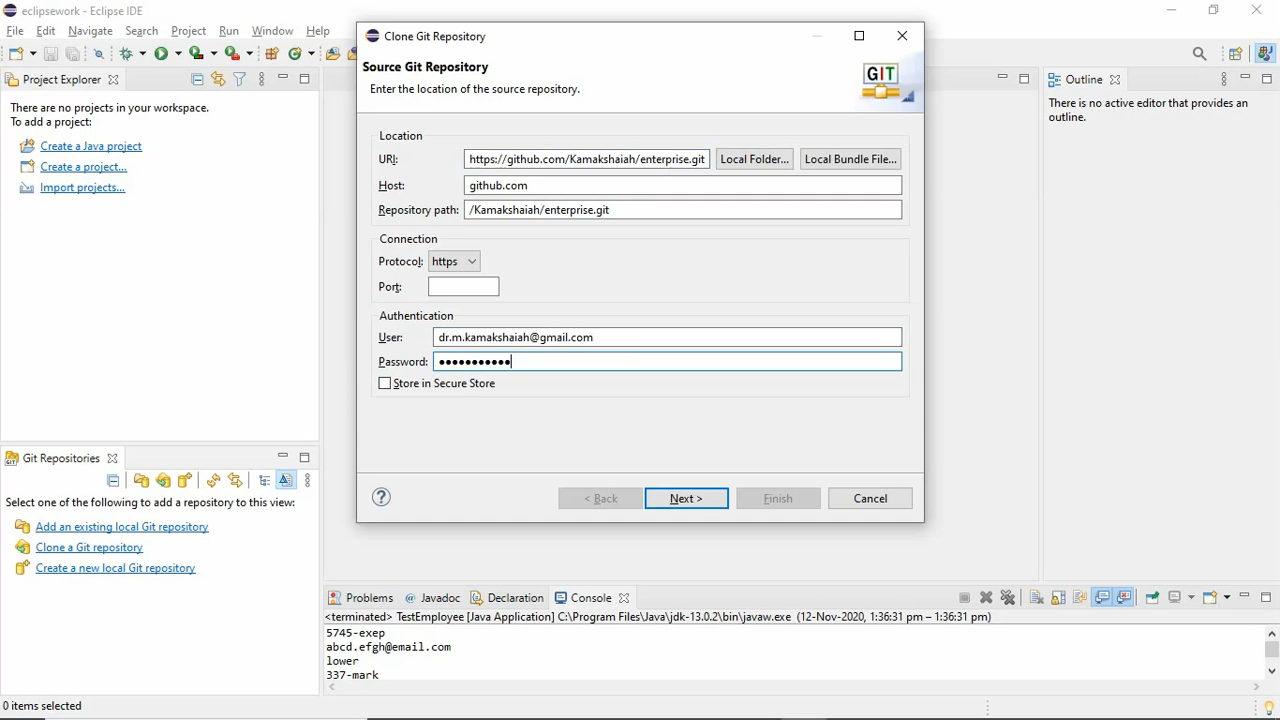 eclipsework - Eclipse IDE
File Edit Navigate Search Project Run Window Help
Project Explorer
There are no projects in your workspace.
To add a project:
Create a Java project
Create a project...
Import projects...
Git Repositories
Select one of the following to add a repository to this view:
Add an existing local Git repository
Clone a Git repository
Create a new local Git repository
0 items selected
Clone Git Repository
Source Git Repository
Enter the location of the source repository.
GIT
Location
URI: https://github.com/Kamakshaiah/enterprise.git Local Folder... Local Bundle File...
Host: github.com
Repository path: /Kamakshaiah/enterprise.git
Connection
Protocol: https
Port:
Authentication
User: dr.m.kamakshaiah@gmail.com
Password: ●●●●●●●●●●●
Store in Secure Store
< Back Next > Finish Cancel
Outline
There is no active editor that provides an
outline.
Problems @ Javadoc Declaration Console
<terminated> TestEmployee [Java Application] C:\Program Files\Java\jdk-13.0.2\bin\javaw.exe (12-Nov-2020, 1:36:31 pm – 1:36:31 pm)
5745-exep
abcd.efgh@email.com
lower
337-mark